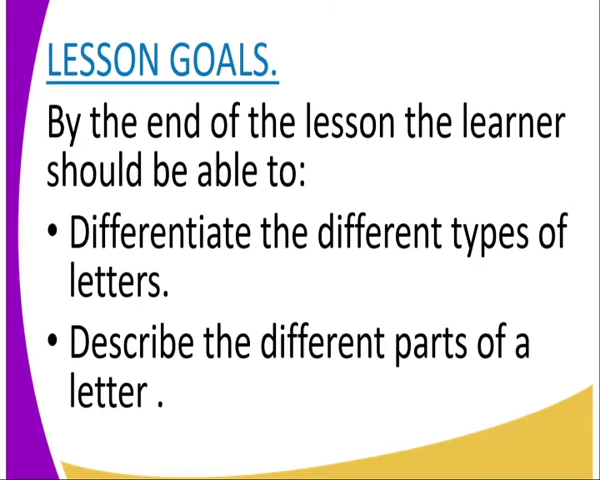 LESSON GOALS.
By the end of the lesson the learner
should be able to:
• Differentiate the different types of
letters.
• Describe the different parts of a
letter .